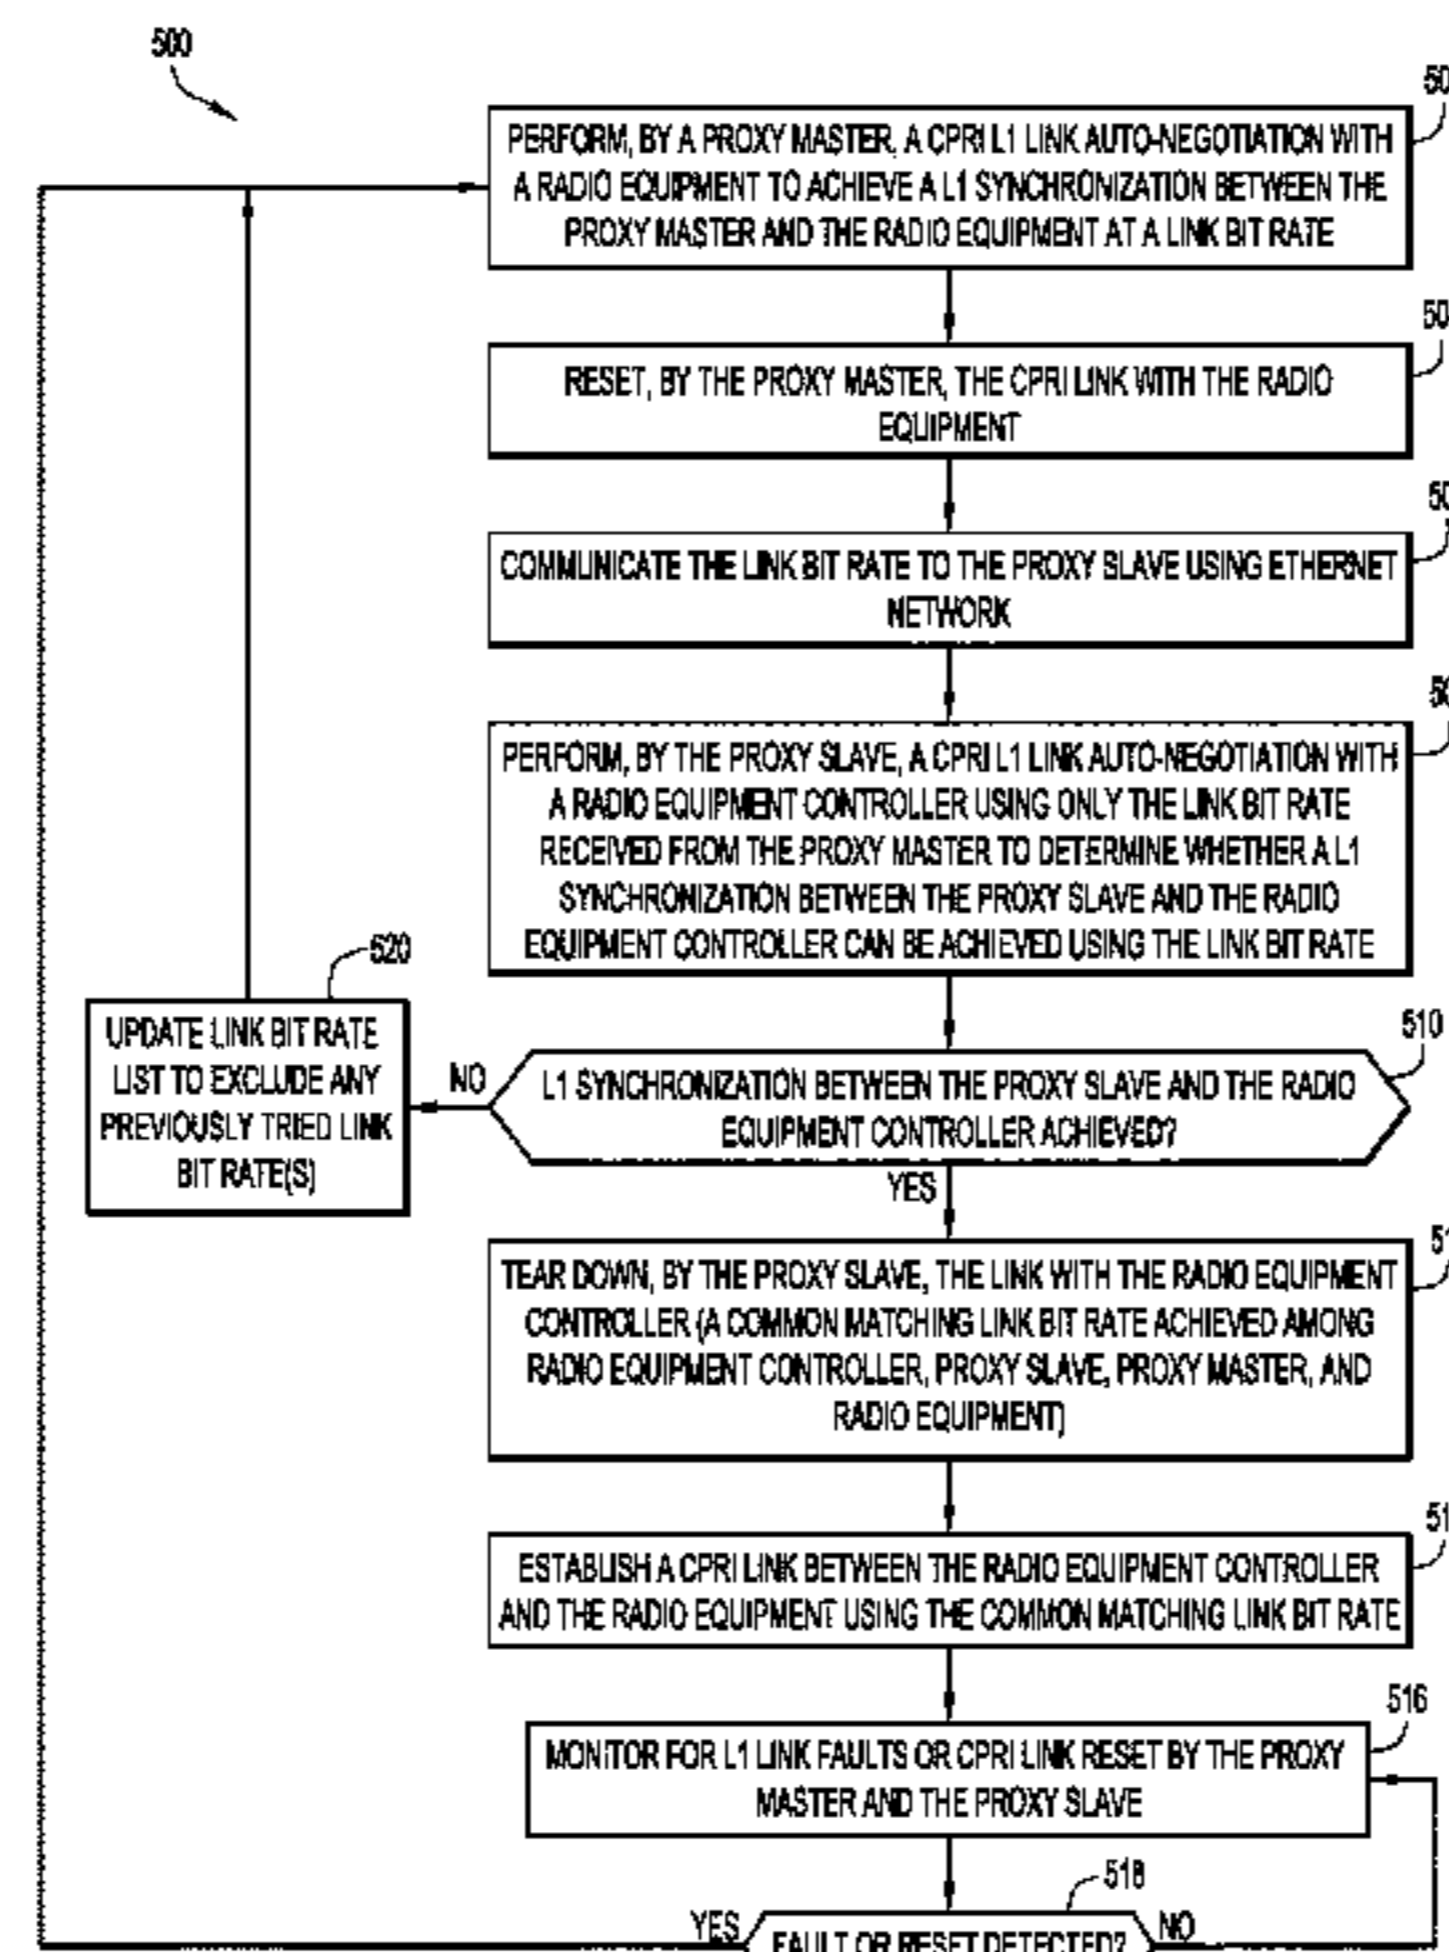 500
50
PERFORM, BY A PROXY MASTER, A CPRI L1 LINK AUTO-NEGOTIATION WITH
A RADIO EQUIPMENT TO ACHIEVE A L1 SYNCHRONIZATION BETWEEN THE
PROXY MASTER AND THE RADIO EQUIPMENT AT A LINK BIT RATE
50
RESET, BY THE PROXY MASTER, THE CPRI LINK WITH THE RADIO
EQUIPMENT
50
COMMUNICATE THE LINK BIT RATE TO THE PROXY SLAVE USING ETHERNET
NETWORK
50
PERFORM, BY THE PROXY SLAVE, A CPRI L1 LINK AUTO-NEGOTIATION WITH
A RADIO EQUIPMENT CONTROLLER USING ONLY THE LINK BIT RATE
RECEIVED FROM THE PROXY MASTER TO DETERMINE WHETHER A L1
SYNCHRONIZATION BETWEEN THE PROXY SLAVE AND THE RADIO
EQUIPMENT CONTROLLER CAN BE ACHIEVED USING THE LINK BIT RATE
520
UPDATE LINK BIT RATE
LIST TO EXCLUDE ANY
PREVIOUSLY TRIED LINK
BIT RATE(S)
NO
510
L1 SYNCHRONIZATION BETWEEN THE PROXY SLAVE AND THE RADIO
EQUIPMENT CONTROLLER ACHIEVED?
YES
51
TEAR DOWN, BY THE PROXY SLAVE, THE LINK WITH THE RADIO EQUIPMENT
CONTROLLER (A COMMON MATCHING LINK BIT RATE ACHIEVED AMONG
RADIO EQUIPMENT CONTROLLER, PROXY SLAVE, PROXY MASTER, AND
RADIO EQUIPMENT)
51
ESTABLISH A CPRI LINK BETWEEN THE RADIO EQUIPMENT CONTROLLER
AND THE RADIO EQUIPMENT USING THE COMMON MATCHING LINK BIT RATE
516
MONITOR FOR L1 LINK FAULTS OR CPRI LINK RESET BY THE PROXY
MASTER AND THE PROXY SLAVE
518
YES
FAULT OR RESET DETECTED?
NO